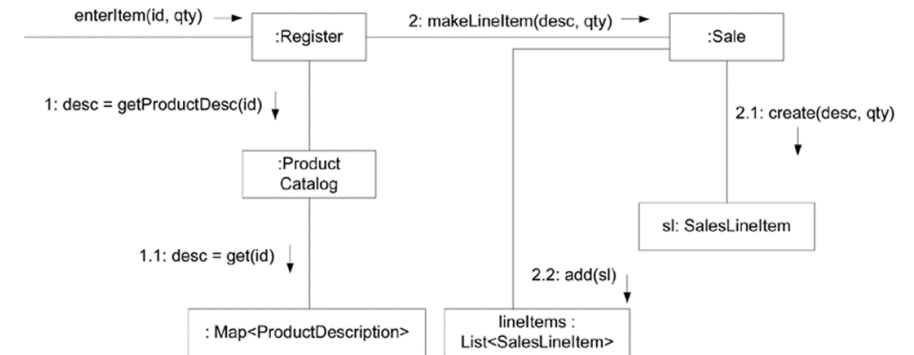 enterItem(id, qty)
:Register
2: makeLineItem(desc, qty)
:Sale
1: desc = getProductDesc(id)
2.1: create(desc, qty)
:Product
Catalog
sl: SalesLineItem
1.1: desc = get(id)
2.2: add(sl)
: Map<ProductDescription>
lineItems :
List<SalesLineItem>